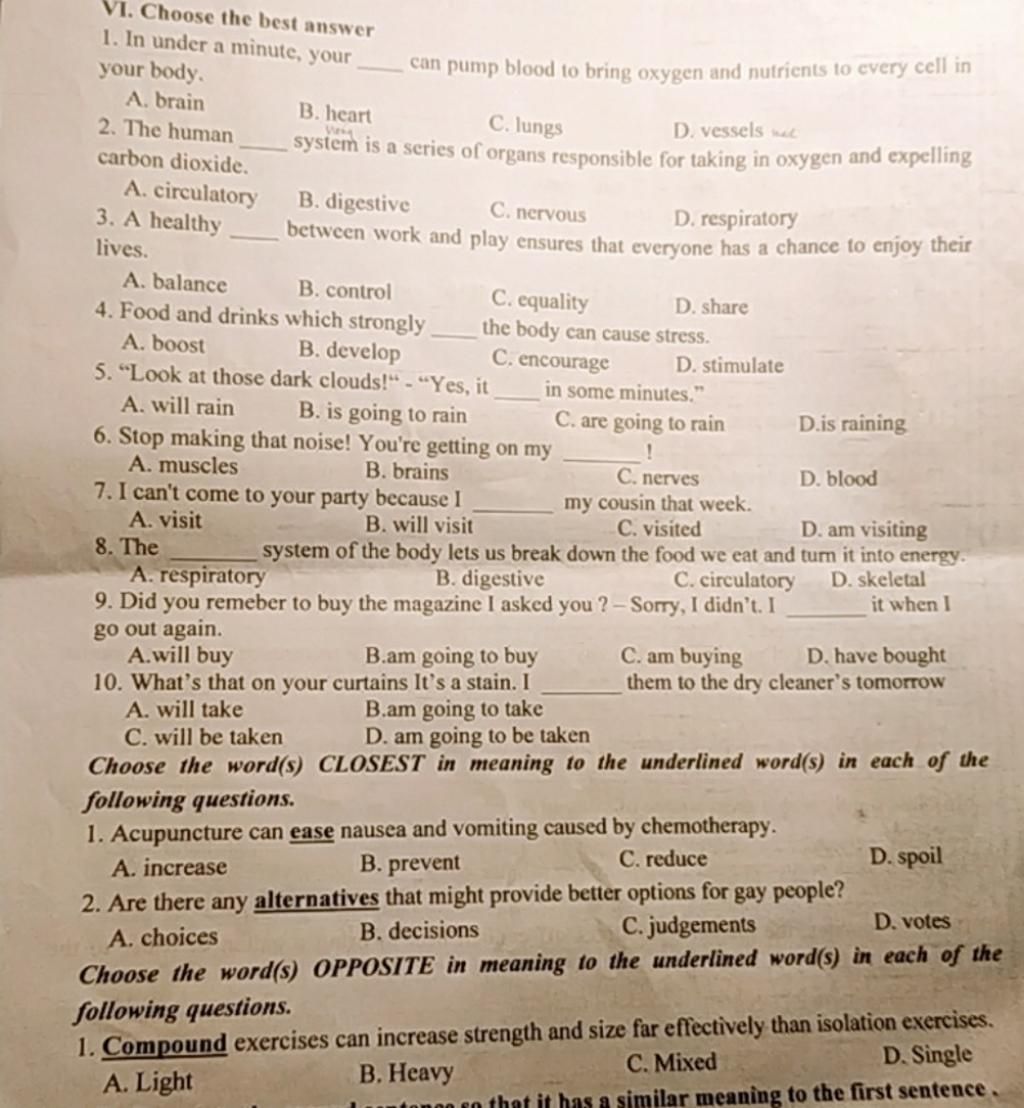 VI. Choose the best answer
1. In under a minute, your ____ can pump blood to bring oxygen and nutrients to every cell in
your body.
A. brain B. heart C. lungs D. vessels
2. The human ____ system is a series of organs responsible for taking in oxygen and expelling
carbon dioxide.
A. circulatory B. digestive C. nervous D. respiratory
3. A healthy ____ between work and play ensures that everyone has a chance to enjoy their
lives.
A. balance B. control C. equality D. share
4. Food and drinks which strongly ____ the body can cause stress.
A. boost B. develop C. encourage D. stimulate
5. “Look at those dark clouds!“ - “Yes, it ____ in some minutes.”
A. will rain B. is going to rain C. are going to rain D.is raining
6. Stop making that noise! You're getting on my _______ !
A. muscles B. brains C. nerves D. blood
7. I can't come to your party because I _______ my cousin that week.
A. visit B. will visit C. visited D. am visiting
8. The ________ system of the body lets us break down the food we eat and turn it into energy.
A. respiratory B. digestive C. circulatory D. skeletal
9. Did you remeber to buy the magazine I asked you ? – Sorry, I didn’t. I _______ it when I
go out again.
A.will buy B.am going to buy C. am buying D. have bought
10. What’s that on your curtains It’s a stain. I _______ them to the dry cleaner’s tomorrow
A. will take B.am going to take
C. will be taken D. am going to be taken
Choose the word(s) CLOSEST in meaning to the underlined word(s) in each of the
following questions.
1. Acupuncture can ease nausea and vomiting caused by chemotherapy.
A. increase B. prevent C. reduce D. spoil
2. Are there any alternatives that might provide better options for gay people?
A. choices B. decisions C. judgements D. votes
Choose the word(s) OPPOSITE in meaning to the underlined word(s) in each of the
following questions.
1. Compound exercises can increase strength and size far effectively than isolation exercises.
A. Light B. Heavy C. Mixed D. Single
so that it has a similar meaning to the first sentence .